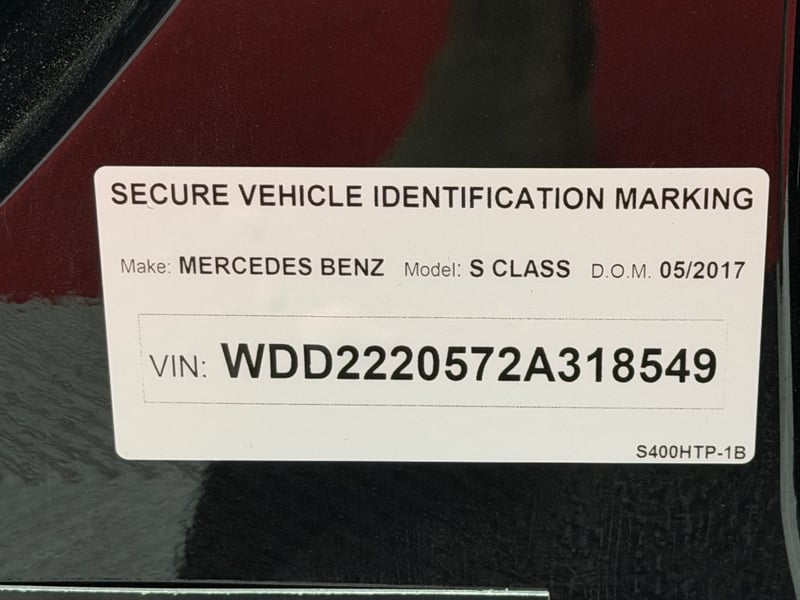 SECURE VEHICLE IDENTIFICATION MARKING
Make: MERCEDES BENZ Model: S CLASS D.O.M. 05/2017
VIN: WDD2220572A318549
S400HTP-1B